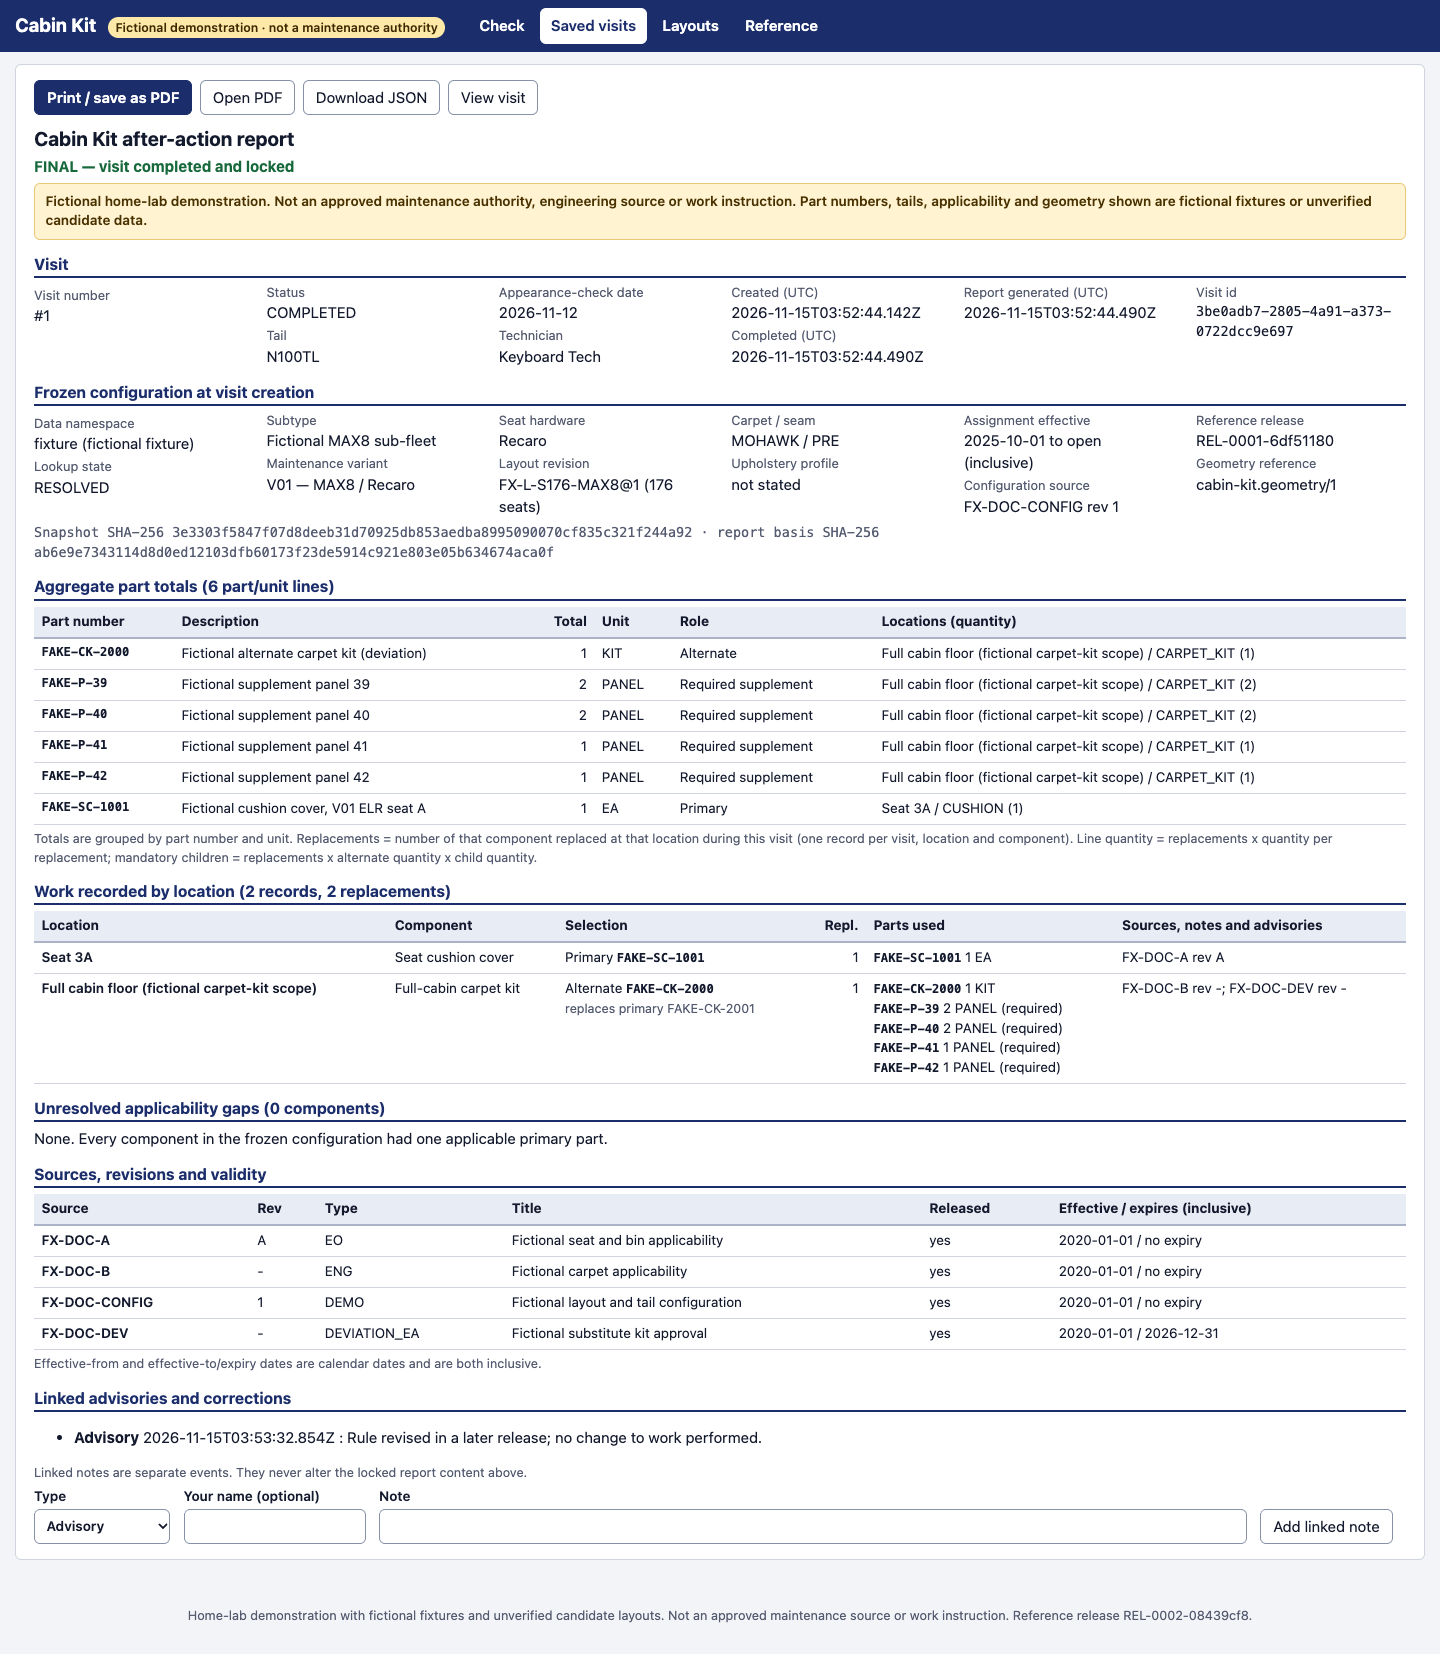 Cabin Kit
Fictional demonstration · not a maintenance authority
Check
Saved visits
Layouts
Reference
Print / save as PDF
Open PDF
Download JSON
View visit
Cabin Kit after-action report
FINAL — visit completed and locked
Fictional home-lab demonstration. Not an approved maintenance authority, engineering source or work instruction. Part numbers, tails, applicability and geometry shown are fictional fixtures or unverified
candidate data.
Visit
Visit number
#1
Status
COMPLETED
Tail
N100TL
Appearance-check date
2026-11-12
Technician
Keyboard Tech
Created (UTC)
2026-11-15T03:52:44.142Z
Completed (UTC)
2026-11-15T03:52:44.490Z
Report generated (UTC)
2026-11-15T03:52:44.490Z
Visit id
3be0adb7-2805-4a91-a373-
0722dcc9e697
Frozen configuration at visit creation
Data namespace
fixture (fictional fixture)
Lookup state
RESOLVED
Subtype
Fictional MAX8 sub-fleet
Maintenance variant
V01 — MAX8 / Recaro
Seat hardware
Recaro
Layout revision
FX-L-S176-MAX8@1 (176
seats)
Carpet / seam
MOHAWK / PRE
Upholstery profile
not stated
Assignment effective
2025-10-01 to open
(inclusive)
Configuration source
FX-DOC-CONFIG rev 1
Reference release
REL-0001-6df51180
Geometry reference
cabin-kit.geometry/1
Snapshot SHA-256 3e3303f5847f07d8deeb31d70925db853aedba8995090070cf835c321f244a92 · report basis SHA-256
ab6e9e7343114d8d0ed12103dfb60173f23de5914c921e803e05b634674aca0f
Aggregate part totals (6 part/unit lines)
Part number Description Total Unit Role Locations (quantity)
FAKE-CK-2000 Fictional alternate carpet kit (deviation) 1 KIT Alternate Full cabin floor (fictional carpet-kit scope) / CARPET_KIT (1)
FAKE-P-39 Fictional supplement panel 39 2 PANEL Required supplement Full cabin floor (fictional carpet-kit scope) / CARPET_KIT (2)
FAKE-P-40 Fictional supplement panel 40 2 PANEL Required supplement Full cabin floor (fictional carpet-kit scope) / CARPET_KIT (2)
FAKE-P-41 Fictional supplement panel 41 1 PANEL Required supplement Full cabin floor (fictional carpet-kit scope) / CARPET_KIT (1)
FAKE-P-42 Fictional supplement panel 42 1 PANEL Required supplement Full cabin floor (fictional carpet-kit scope) / CARPET_KIT (1)
FAKE-SC-1001 Fictional cushion cover, V01 ELR seat A 1 EA Primary Seat 3A / CUSHION (1)
Totals are grouped by part number and unit. Replacements = number of that component replaced at that location during this visit (one record per visit, location and component). Line quantity = replacements x quantity per
replacement; mandatory children = replacements x alternate quantity x child quantity.
Work recorded by location (2 records, 2 replacements)
Location Component Selection Repl. Parts used Sources, notes and advisories
Seat 3A Seat cushion cover Primary FAKE-SC-1001 1 FAKE-SC-1001 1 EA FX-DOC-A rev A
Full cabin floor (fictional carpet-kit scope) Full-cabin carpet kit Alternate FAKE-CK-2000 1 FAKE-CK-2000 1 KIT FX-DOC-B rev -; FX-DOC-DEV rev -
replaces primary FAKE-CK-2001 FAKE-P-39 2 PANEL (required)
FAKE-P-40 2 PANEL (required)
FAKE-P-41 1 PANEL (required)
FAKE-P-42 1 PANEL (required)
Unresolved applicability gaps (0 components)
None. Every component in the frozen configuration had one applicable primary part.
Sources, revisions and validity
Source Rev Type Title Released Effective / expires (inclusive)
FX-DOC-A A EO Fictional seat and bin applicability yes 2020-01-01 / no expiry
FX-DOC-B - ENG Fictional carpet applicability yes 2020-01-01 / no expiry
FX-DOC-CONFIG 1 DEMO Fictional layout and tail configuration yes 2020-01-01 / no expiry
FX-DOC-DEV - DEVIATION_EA Fictional substitute kit approval yes 2020-01-01 / 2026-12-31
Effective-from and effective-to/expiry dates are calendar dates and are both inclusive.
Linked advisories and corrections
• Advisory 2026-11-15T03:53:32.854Z : Rule revised in a later release; no change to work performed.
Linked notes are separate events. They never alter the locked report content above.
Type
Your name (optional)
Note
Advisory
Add linked note
Home-lab demonstration with fictional fixtures and unverified candidate layouts. Not an approved maintenance source or work instruction. Reference release REL-0002-08439cf8.